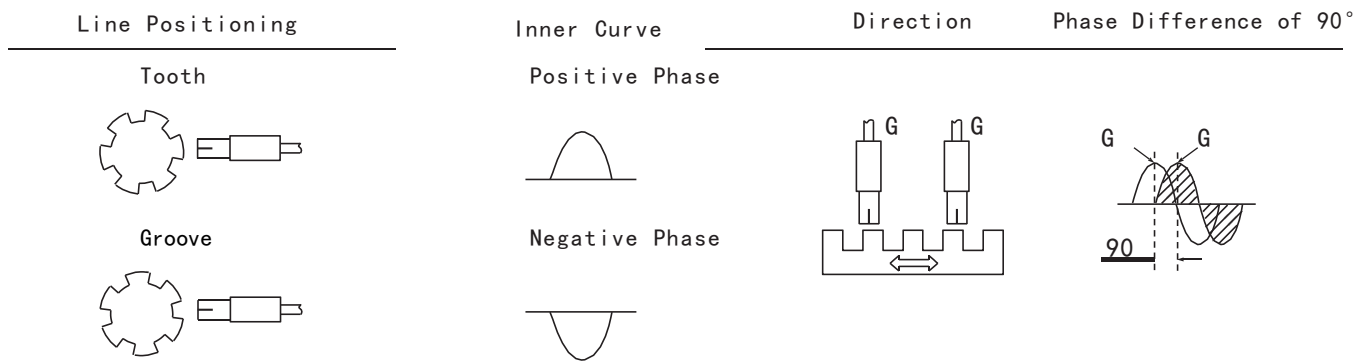 Line Positioning
Inner Curve
Direction
Phase Difference of 90°
Tooth
Positive Phase
G
G
G
G
Groove
Negative Phase
90